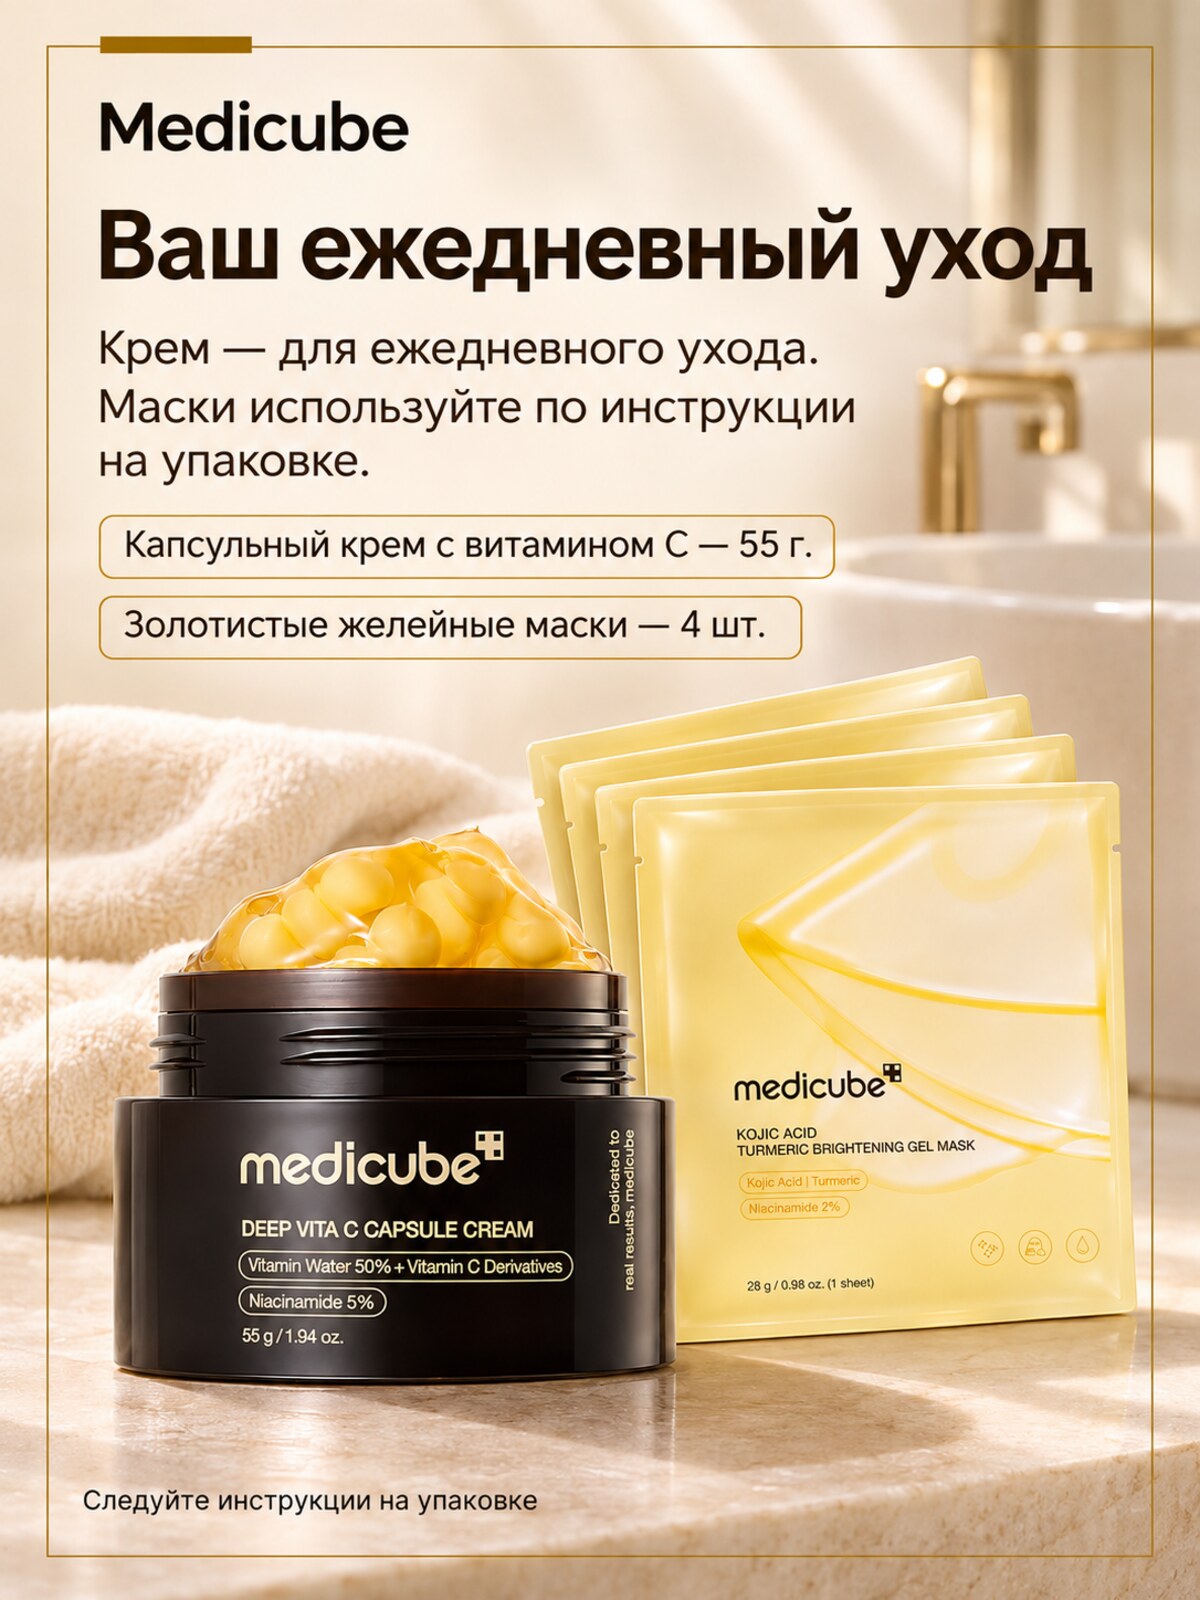 Medicube
Ваш ежедневный уход
Крем — для ежедневного ухода.
Маски используйте по инструкции
на упаковке.
Капсульный крем с витамином С — 55 г.
Золотистые желейные маски — 4 шт.
medicube
DEEP VITA C CAPSULE CREAM
Vitamin Water 50% + Vitamin C Derivatives
Niacinamide 5%
55 g / 1.94 oz.
Dedicated to
real results, medicube
medicube
KOJIC ACID
TURMERIC BRIGHTENING GEL MASK
Kojic Acid | Turmeric
Niacinamide 2%
28 g / 0.98 oz. (1 sheet)
Следуйте инструкции на упаковке